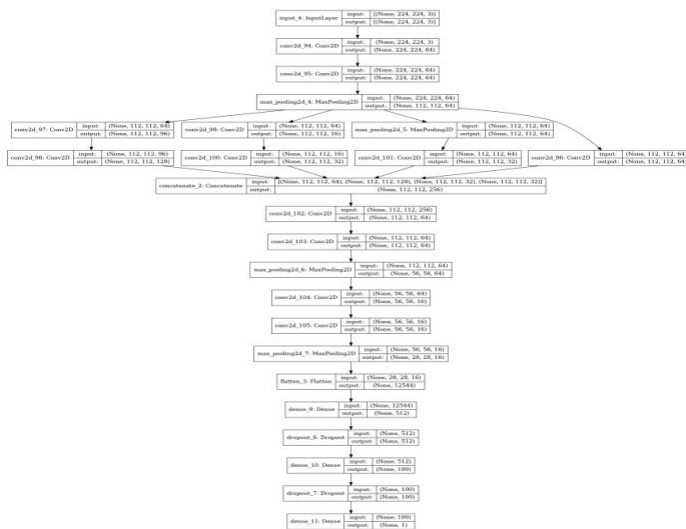 input_4: InputLayer input: [(None, 224, 224, 3)]
output: [(None, 224, 224, 3)]
conv2d_94: Conv2D input: (None, 224, 224, 3)
output: (None, 224, 224, 64)
conv2d_95: Conv2D input: (None, 224, 224, 64)
output: (None, 224, 224, 64)
max_pooling2d_4: MaxPooling2D input: (None, 224, 224, 64)
output: (None, 112, 112, 64)
conv2d_97: Conv2D input: (None, 112, 112, 64)
output: (None, 112, 112, 96)
conv2d_99: Conv2D input: (None, 112, 112, 64)
output: (None, 112, 112, 16)
max_pooling2d_5: MaxPooling2D input: (None, 112, 112, 64)
output: (None, 112, 112, 64)
conv2d_98: Conv2D input: (None, 112, 112, 96)
output: (None, 112, 112, 128)
conv2d_100: Conv2D input: (None, 112, 112, 16)
output: (None, 112, 112, 32)
conv2d_101: Conv2D input: (None, 112, 112, 64)
output: (None, 112, 112, 32)
conv2d_96: Conv2D input: (None, 112, 112, 64)
output: (None, 112, 112, 64)
concatenate_2: Concatenate input: [(None, 112, 112, 64), (None, 112, 112, 128), (None, 112, 112, 32), (None, 112, 112, 32)]
output: (None, 112, 112, 256)
conv2d_102: Conv2D input: (None, 112, 112, 256)
output: (None, 112, 112, 64)
conv2d_103: Conv2D input: (None, 112, 112, 64)
output: (None, 112, 112, 64)
max_pooling2d_6: MaxPooling2D input: (None, 112, 112, 64)
output: (None, 56, 56, 64)
conv2d_104: Conv2D input: (None, 56, 56, 64)
output: (None, 56, 56, 16)
conv2d_105: Conv2D input: (None, 56, 56, 16)
output: (None, 56, 56, 16)
max_pooling2d_7: MaxPooling2D input: (None, 56, 56, 16)
output: (None, 28, 28, 16)
flatten_3: Flatten input: (None, 28, 28, 16)
output: (None, 12544)
dense_9: Dense input: (None, 12544)
output: (None, 512)
dropout_6: Dropout input: (None, 512)
output: (None, 512)
dense_10: Dense input: (None, 512)
output: (None, 100)
dropout_7: Dropout input: (None, 100)
output: (None, 100)
dense_11: Dense input: (None, 100)
output: (None, 1)